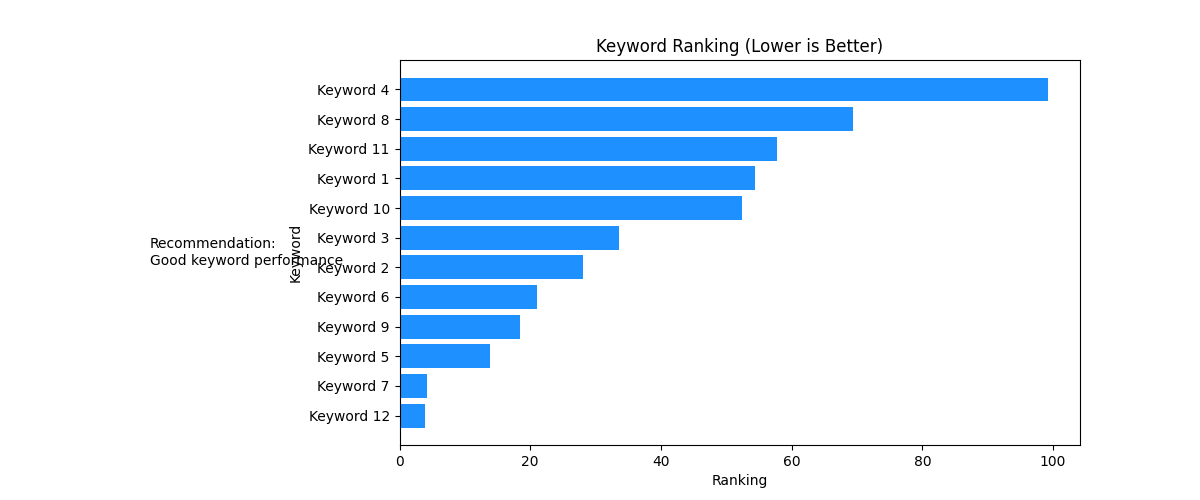 Keyword Ranking (Lower is Better)
Keyword 4
Keyword 8
Keyword 11
Keyword 1
Keyword 10
Keyword 3
Keyword 2
Keyword 6
Keyword 9
Keyword 5
Keyword 7
Keyword 12
Keyword
Recommendation:
Good keyword performance
0 20 40 60 80 100
Ranking